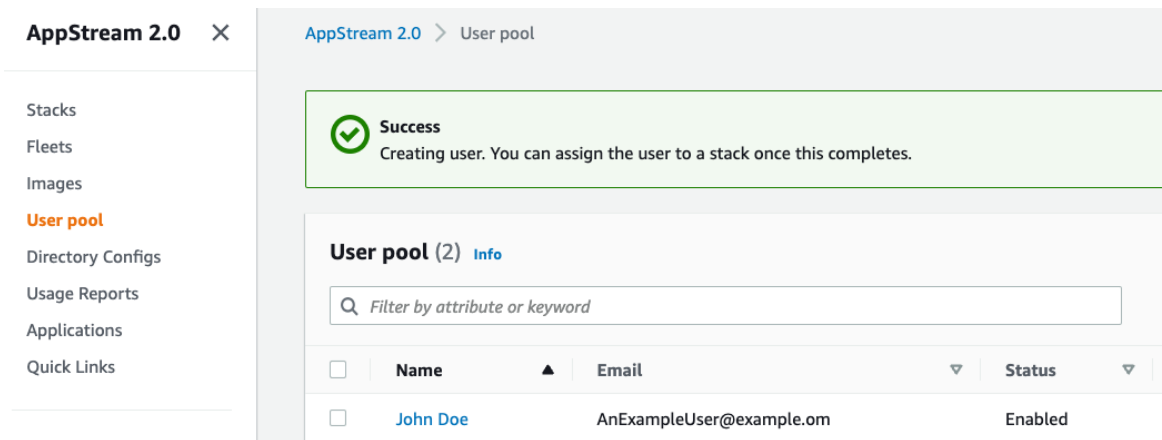 AppStream 2.0
AppStream 2.0 > User pool
Stacks
Fleets
Images
User pool
Directory Configs
Usage Reports
Applications
Quick Links
Success
Creating user. You can assign the user to a stack once this completes.
User pool (2) Info
Filter by attribute or keyword
Name Email Status
John Doe AnExampleUser@example.om Enabled